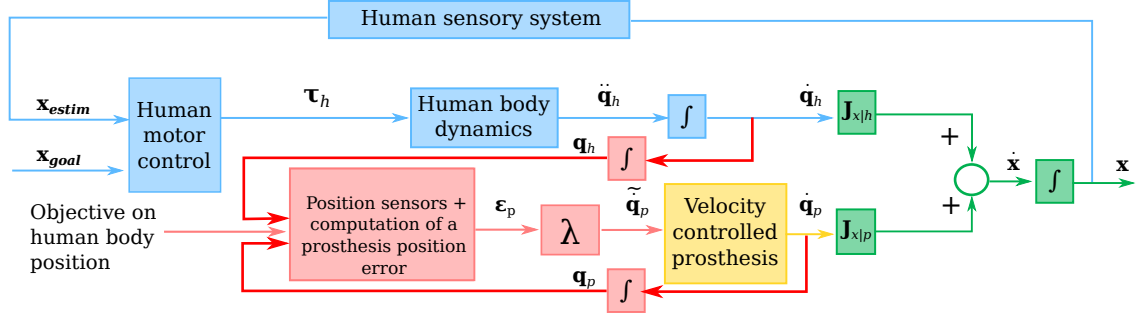 Human sensory system
x_estim
x_goal
Human
motor
control
τ_h
Human body
dynamics
q̈_h
∫
q̇_h
J_x|h
+
q_h
∫
Objective on
human body
position
Position sensors +
computation of a
prosthesis position
error
ε_p
λ
q̇̃_p
Velocity
controlled
prosthesis
q̇_p
J_x|p
+
ẋ
∫
x
q_p
∫